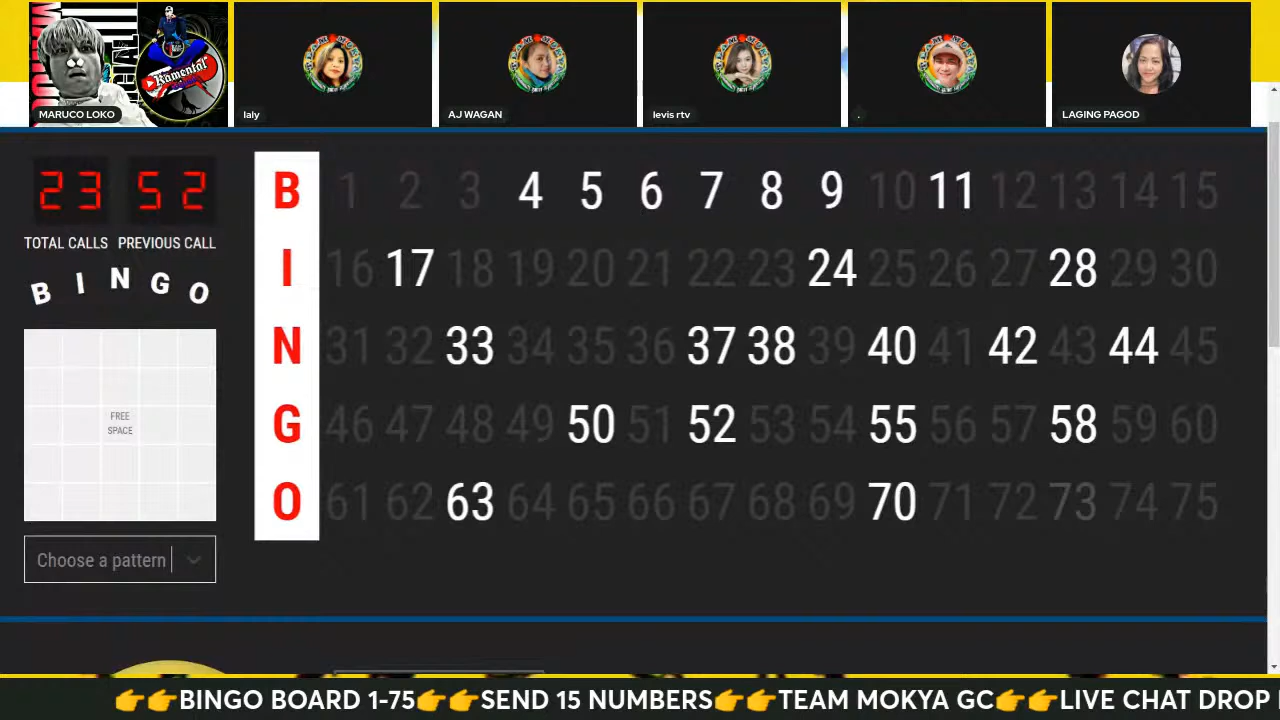 MARUCO LOKO
Kamental
laly
AJ WAGAN
levis rtv
.
LAGING PAGOD
23 52
TOTAL CALLS PREVIOUS CALL
BINGO
FREE
SPACE
Choose a pattern
B 1 2 3 4 5 6 7 8 9 10 11 12 13 14 15
I 16 17 18 19 20 21 22 23 24 25 26 27 28 29 30
N 31 32 33 34 35 36 37 38 39 40 41 42 43 44 45
G 46 47 48 49 50 51 52 53 54 55 56 57 58 59 60
O 61 62 63 64 65 66 67 68 69 70 71 72 73 74 75
👉👉BINGO BOARD 1-75👉👉SEND 15 NUMBERS👉👉TEAM MOKYA GC👉👉LIVE CHAT DROP